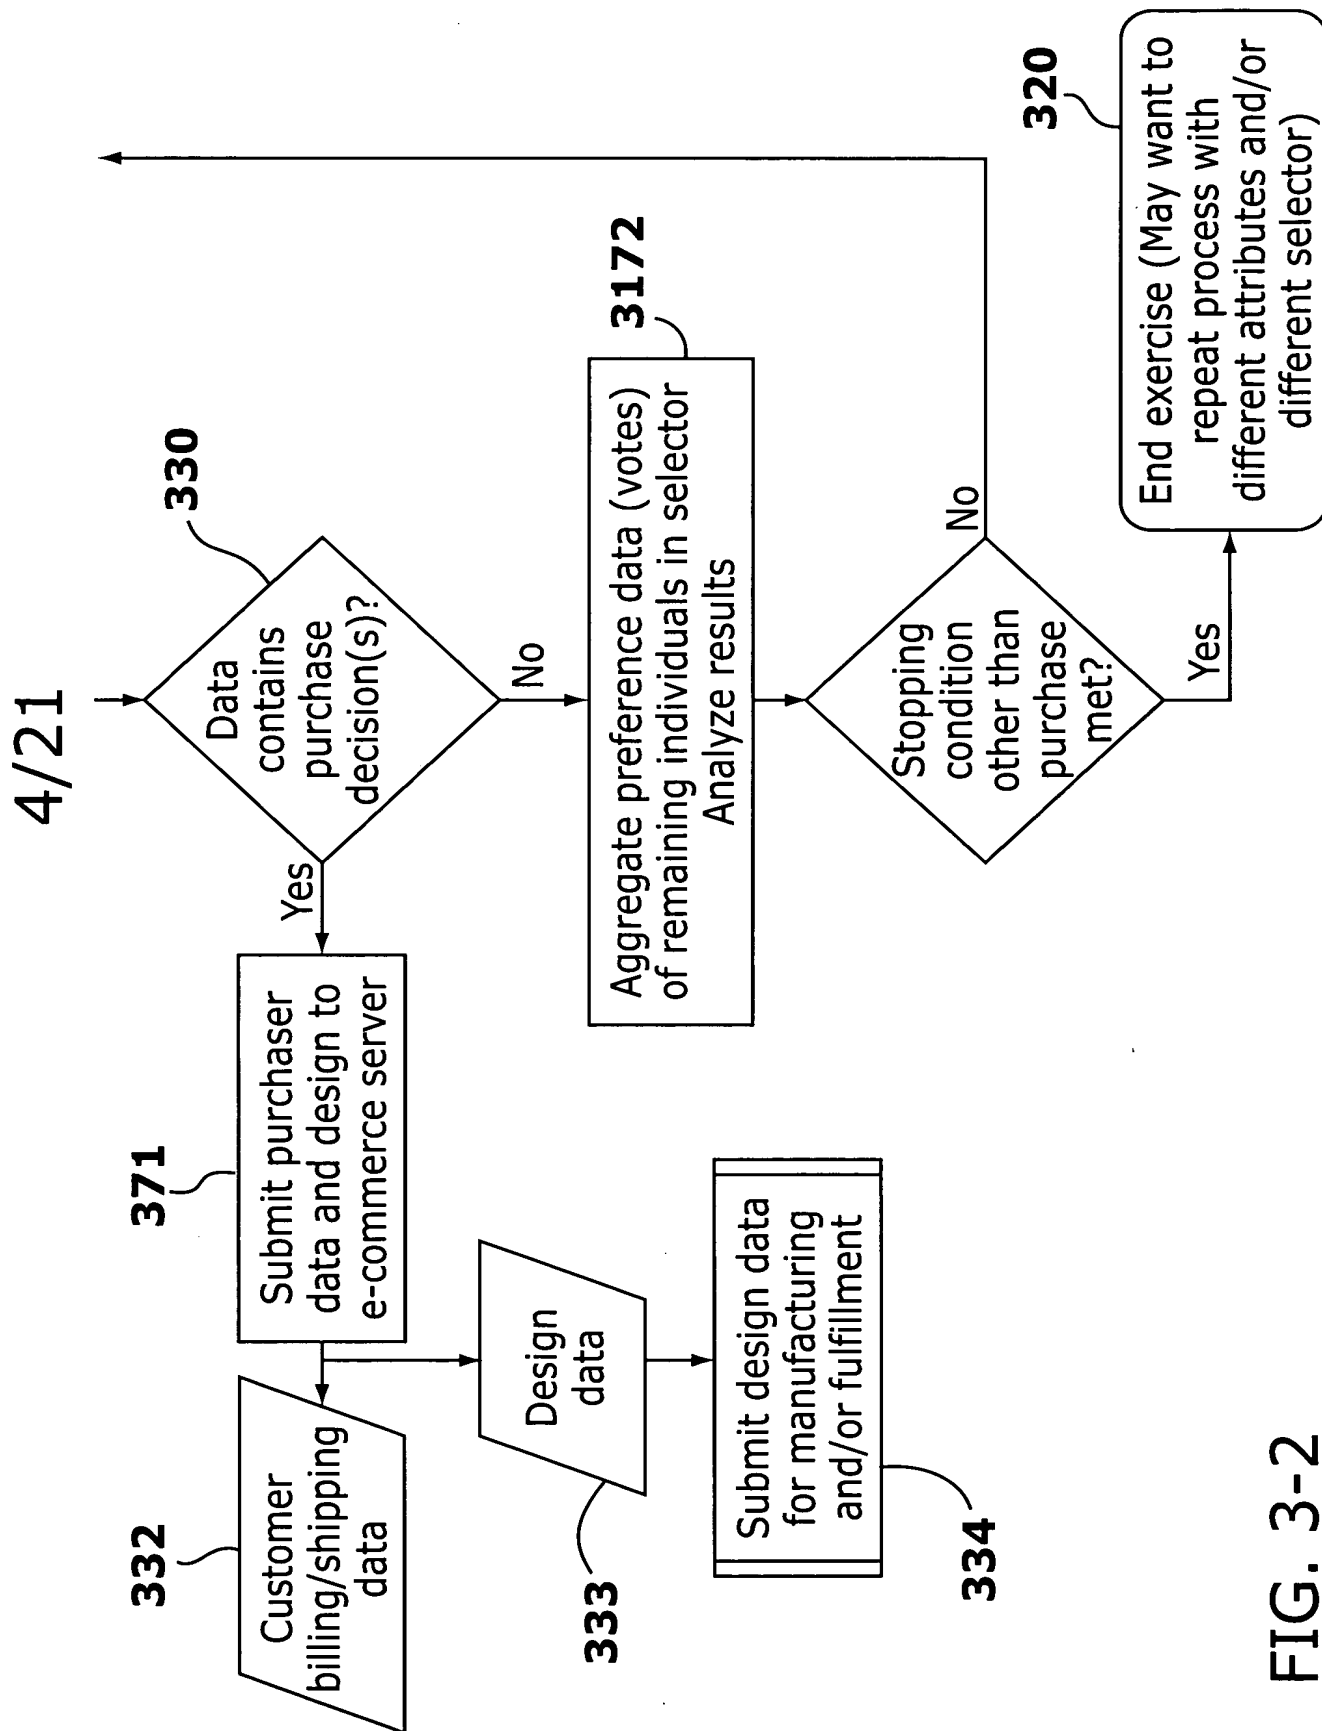 4/21
330
Data
contains
purchase
decision(s)?
Yes
No
371
Submit purchaser
data and design to
e-commerce server
332
Customer
billing/shipping
data
333
Design
data
334
Submit design data
for manufacturing
and/or fulfillment
3172
Aggregate preference data (votes)
of remaining individuals in selector
Analyze results
Stopping
condition
other than
purchase
met?
No
Yes
320
End exercise (May want to
repeat process with
different attributes and/or
different selector)
FIG. 3-2